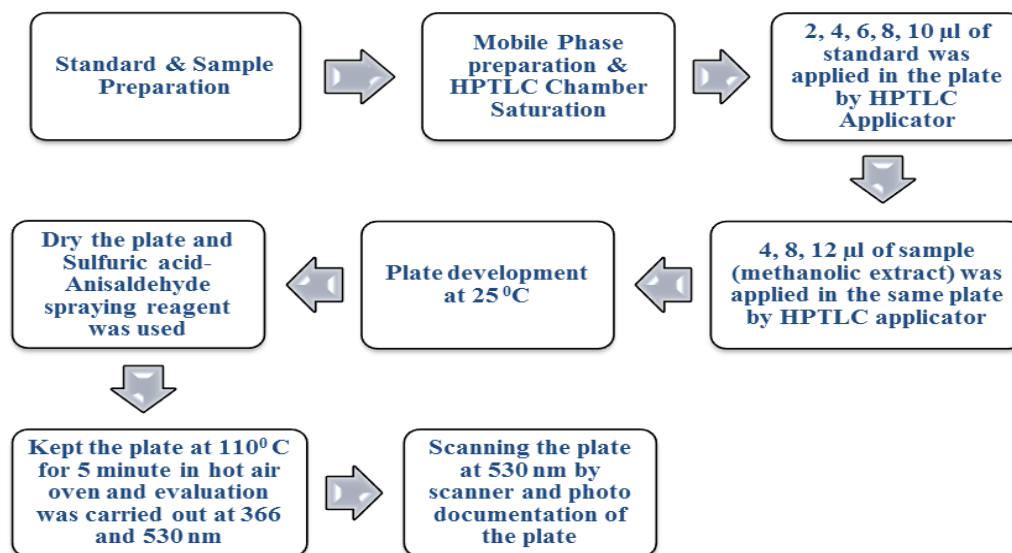 Standard & Sample
Preparation
Mobile Phase
preparation &
HPTLC Chamber
Saturation
2, 4, 6, 8, 10 µl of
standard was
applied in the plate
by HPTLC
Applicator
4, 8, 12 µl of sample
(methanolic extract) was
applied in the same plate
by HPTLC applicator
Plate development
at 25 ⁰C
Dry the plate and
Sulfuric acid-
Anisaldehyde
spraying reagent
was used
Kept the plate at 110⁰ C
for 5 minute in hot air
oven and evaluation
was carried out at 366
and 530 nm
Scanning the plate
at 530 nm by
scanner and photo
documentation of
the plate